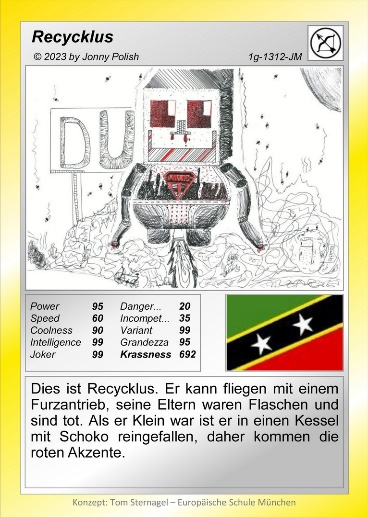 Recycklus
© 2023 by Jonny Polish 1g-1312-JM
DU
Power 95 Danger... 20
Speed 60 Incompet... 35
Coolness 90 Variant 99
Intelligence 99 Grandezza 95
Joker 99 Krassness 692
Dies ist Recycklus. Er kann fliegen mit einem
Furzantrieb, seine Eltern waren Flaschen und
sind tot. Als er Klein war ist er in einen Kessel
mit Schoko reingefallen, daher kommen die
roten Akzente.
Konzept: Tom Sternagel – Europäische Schule München